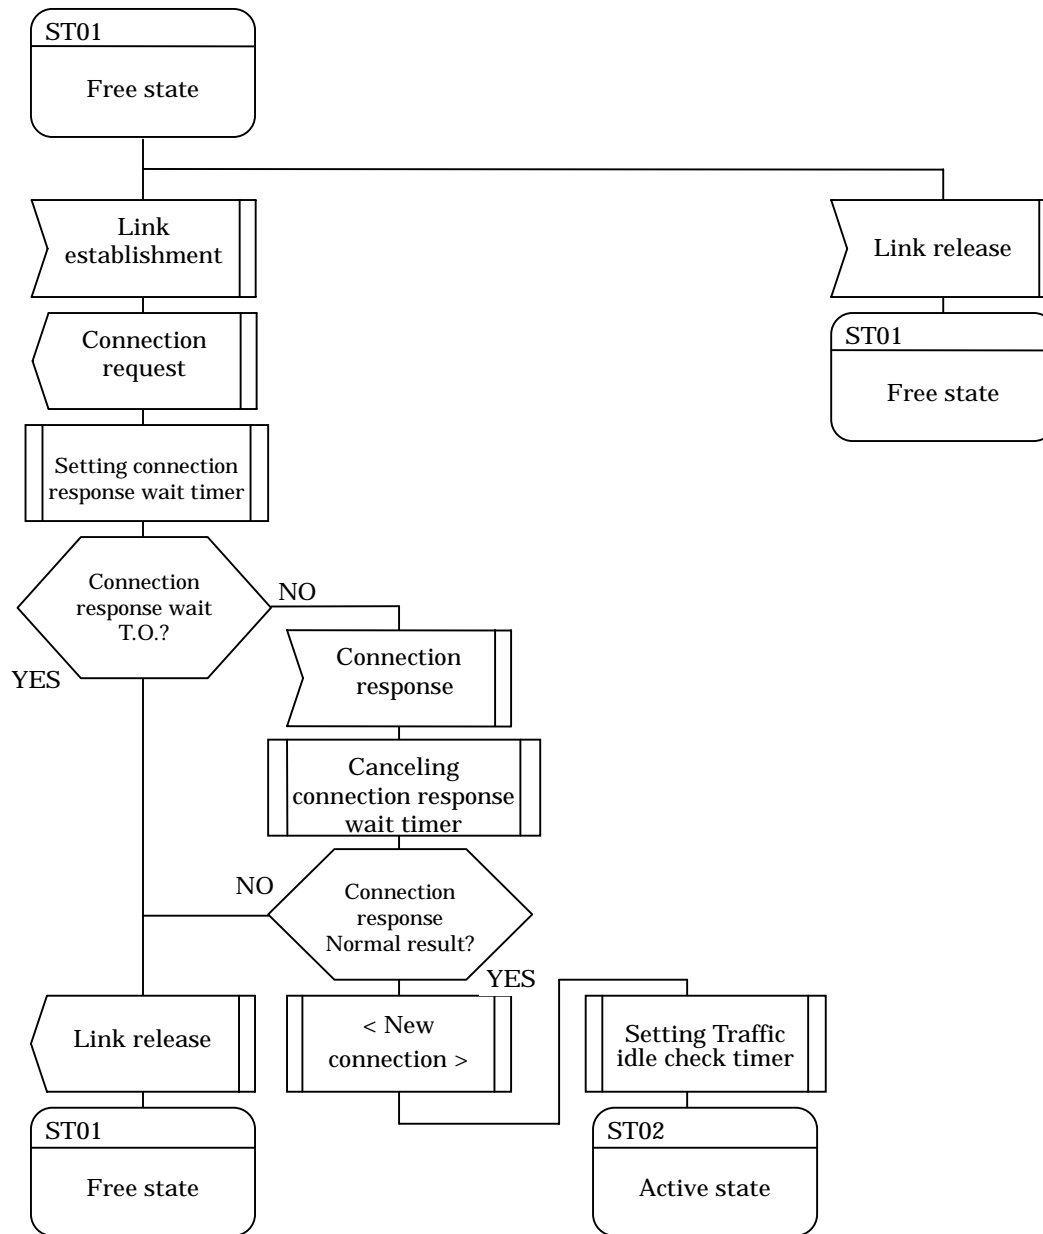 ST01
Free state
Link
establishment
Link release
Connection
request
ST01
Free state
Setting connection
response wait timer
Connection
response wait
T.O.?
NO
YES
Connection
response
Canceling
connection response
wait timer
NO
Connection
response
Normal result?
YES
Link release
< New
connection >
Setting Traffic
idle check timer
ST01
Free state
ST02
Active state